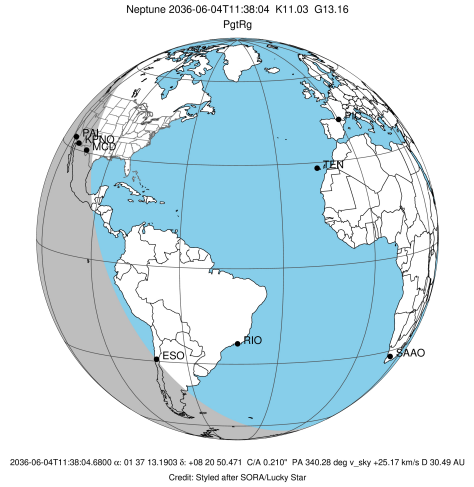 Neptune 2036-06-04T11:38:04 K11.03 G13.16
PgtRg
PIC
PAL
KPNO
MCD
TEN
RIO
ESO
SAAO
2036-06-04T11:38:04.6800 α: 01 37 13.1903 δ: +08 20 50.471 C/A 0.210" PA 340.28 deg v_sky +25.17 km/s D 30.49 AU
Credit: Styled after SORA/Lucky Star